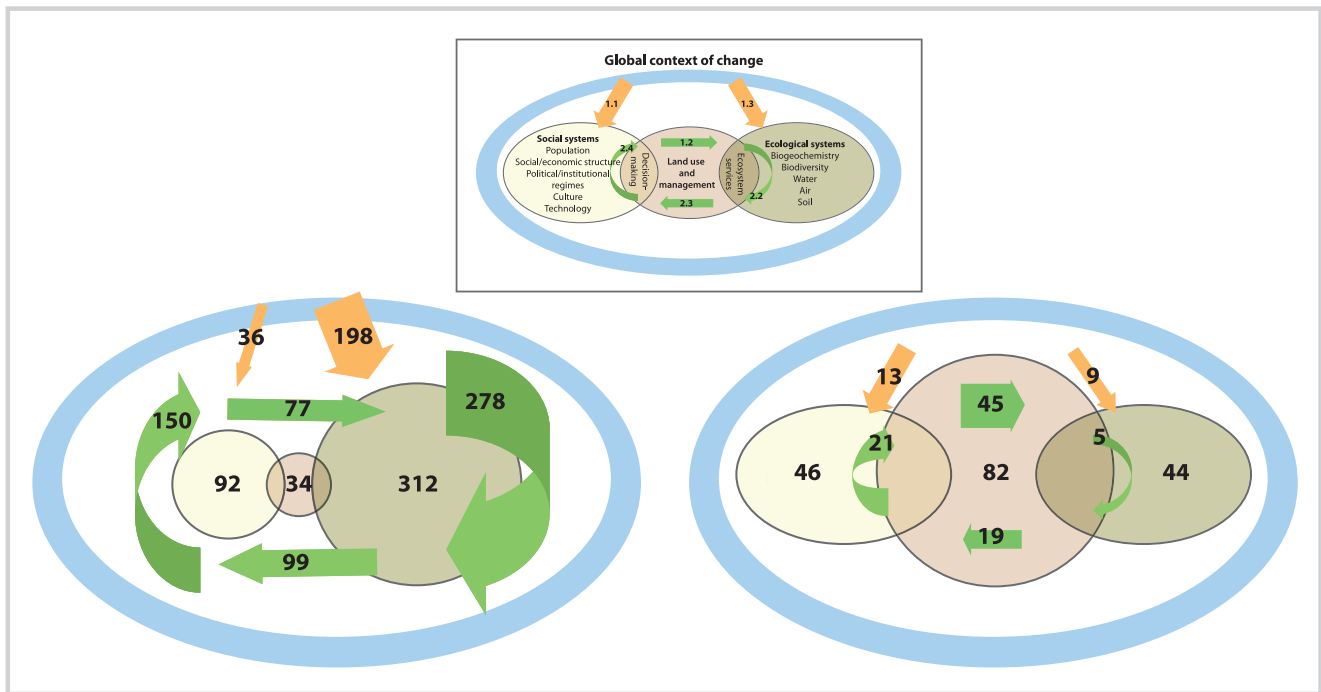 Global context of change
1.1
1.3
Social systems
Population
Social/economic structure
Political/institutional
regimes
Culture
Technology
2.4
Decision-
making
1.2
Land use
and
management
2.3
Ecosystem
services
2.2
Ecological systems
Biogeochemistry
Biodiversity
Water
Air
Soil
36
198
150
77
278
92
34
312
99
13
9
45
21
5
46
82
44
19